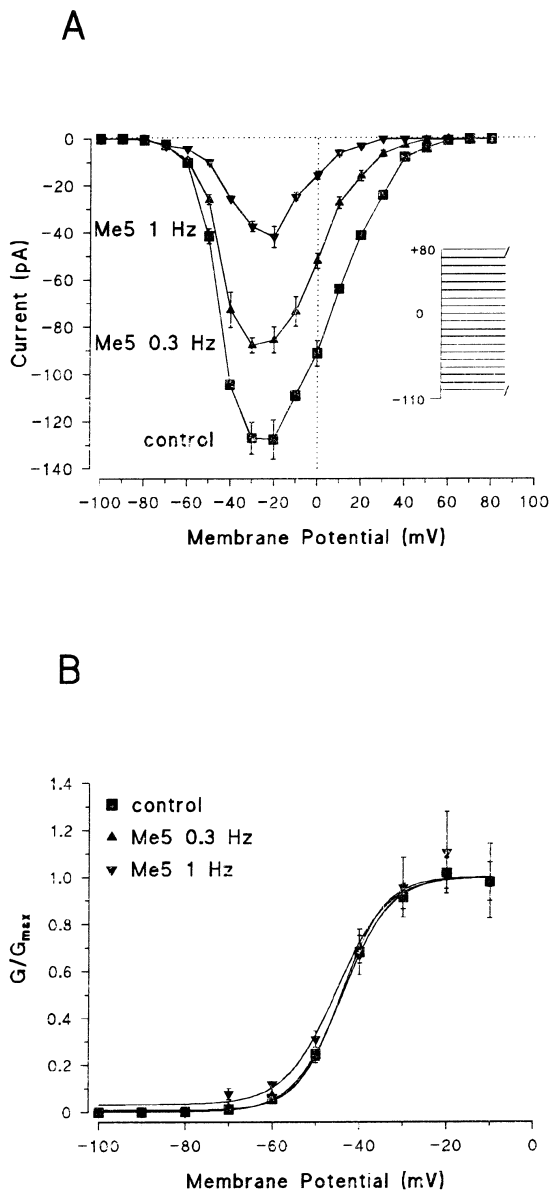 A
0
−20
−40
−60
−80
−100
−120
−140
Current (pA)
Me5 1 Hz
Me5 0.3 Hz
control
+80
0
−110
−100 −80 −60 −40 −20 0 20 40 60 80 100
Membrane Potential (mV)
B
1.4
1.2
1.0
0.8
0.6
0.4
0.2
0
G/Gmax
control
Me5 0.3 Hz
Me5 1 Hz
−100 −80 −60 −40 −20 0
Membrane Potential (mV)